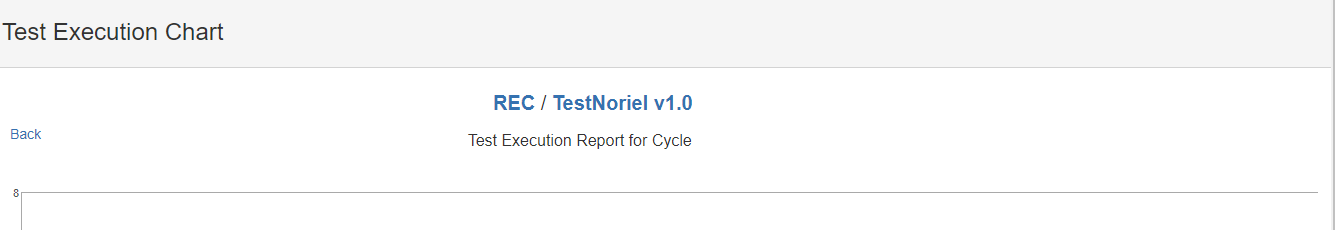 Test Execution Chart
REC / TestNoriel v1.0
Back
Test Execution Report for Cycle
8